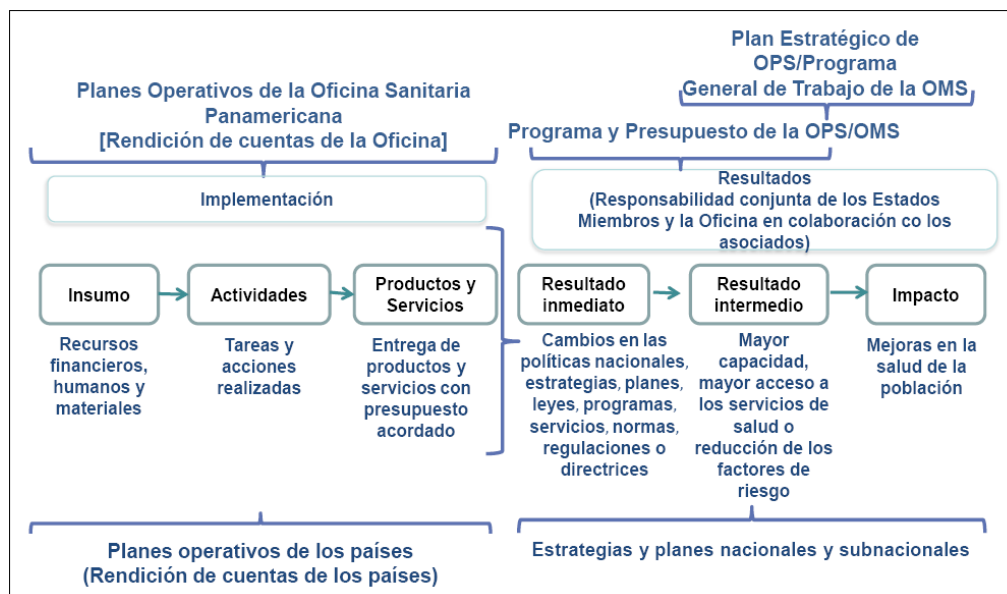 Plan Estratégico de
OPS/Programa
General de Trabajo de la OMS
Planes Operativos de la Oficina Sanitaria
Panamericana
[Rendición de cuentas de la Oficina]
Programa y Presupuesto de la OPS/OMS
Implementación
Resultados
(Responsabilidad conjunta de los Estados
Miembros y la Oficina en colaboración co los
asociados)
Insumo
Actividades
Productos y
Servicios
Resultado
inmediato
Resultado
intermedio
Impacto
Recursos
financieros,
humanos y
materiales
Tareas y
acciones
realizadas
Entrega de
productos y
servicios con
presupuesto
acordado
Cambios en las
políticas nacionales,
estrategias, planes,
leyes, programas,
servicios, normas,
regulaciones o
directrices
Mayor
capacidad,
mayor acceso a
los servicios de
salud o
reducción de los
factores de
riesgo
Mejoras en la
salud de la
población
Planes operativos de los países
(Rendición de cuentas de los países)
Estrategias y planes nacionales y subnacionales